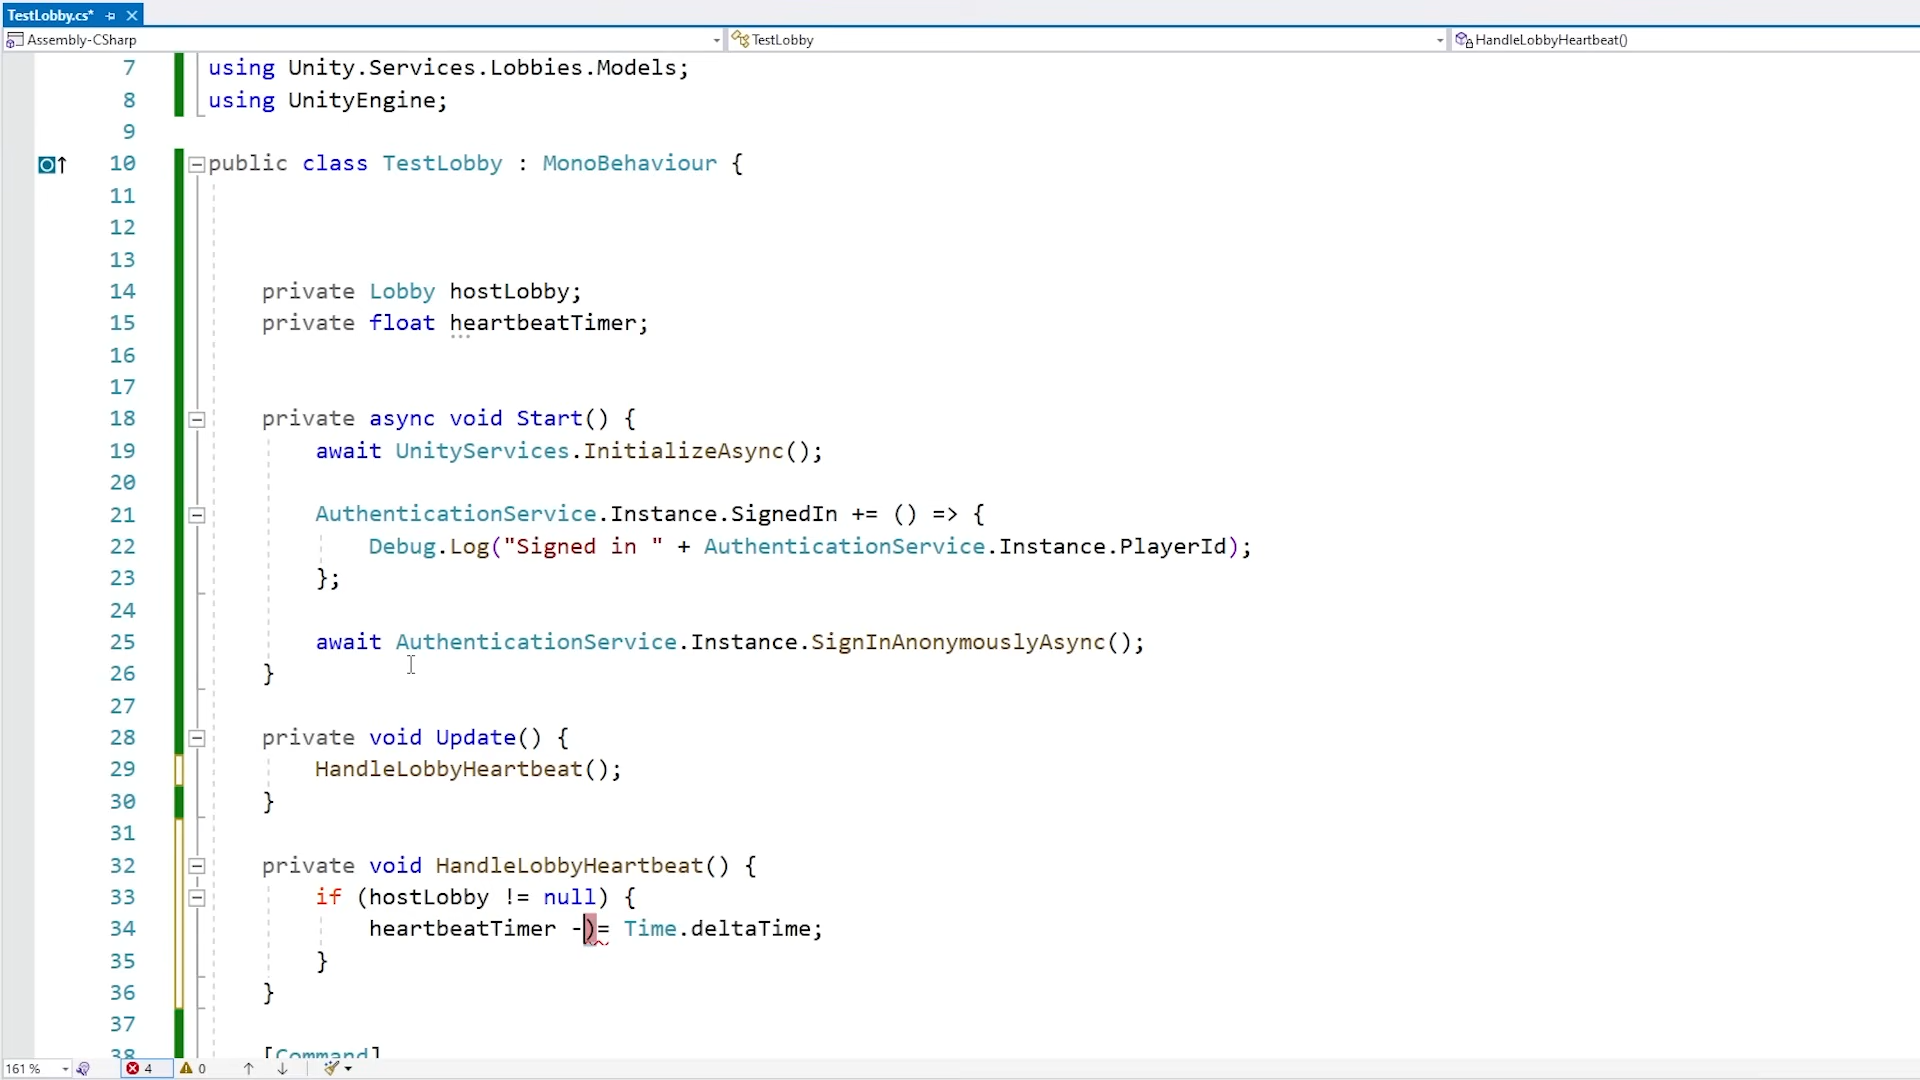 TestLobby.cs*
Assembly-CSharp TestLobby HandleLobbyHeartbeat()
7 using Unity.Services.Lobbies.Models;
8 using UnityEngine;
9
10 public class TestLobby : MonoBehaviour {
11
12
13
14 private Lobby hostLobby;
15 private float heartbeatTimer;
16
17
18 private async void Start() {
19 await UnityServices.InitializeAsync();
20
21 AuthenticationService.Instance.SignedIn += () => {
22 Debug.Log("Signed in " + AuthenticationService.Instance.PlayerId);
23 };
24
25 await AuthenticationService.Instance.SignInAnonymouslyAsync();
26 }
27
28 private void Update() {
29 HandleLobbyHeartbeat();
30 }
31
32 private void HandleLobbyHeartbeat() {
33 if (hostLobby != null) {
34 heartbeatTimer -)= Time.deltaTime;
35 }
36 }
37
38 [Command]
161 % 4 0